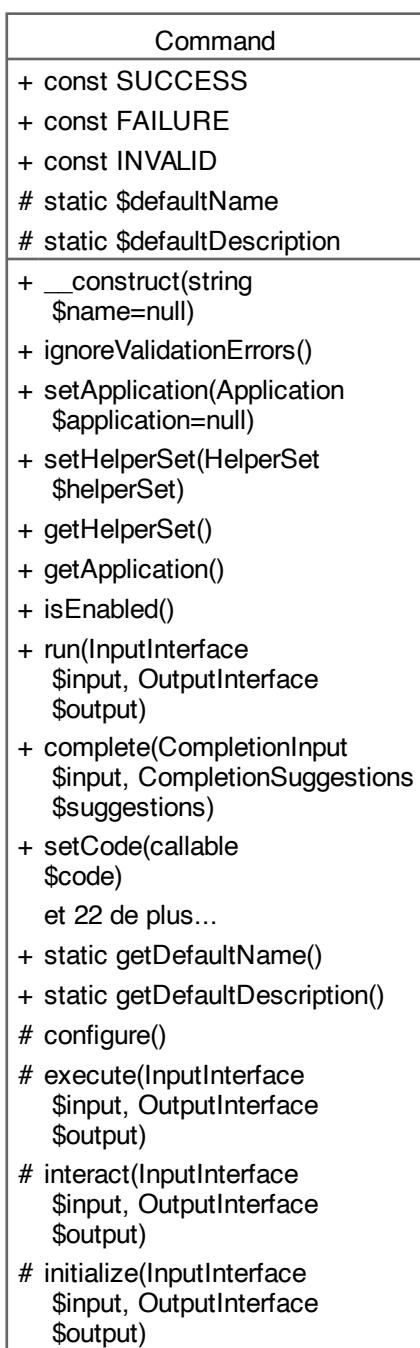 Command
+ const SUCCESS
+ const FAILURE
+ const INVALID
# static $defaultName
# static $defaultDescription
+ __construct(string
$name=null)
+ ignoreValidationErrors()
+ setApplication(Application
$application=null)
+ setHelperSet(HelperSet
$helperSet)
+ getHelperSet()
+ getApplication()
+ isEnabled()
+ run(InputInterface
$input, OutputInterface
$output)
+ complete(CompletionInput
$input, CompletionSuggestions
$suggestions)
+ setCode(callable
$code)
et 22 de plus...
+ static getDefaultName()
+ static getDefaultDescription()
# configure()
# execute(InputInterface
$input, OutputInterface
$output)
# interact(InputInterface
$input, OutputInterface
$output)
# initialize(InputInterface
$input, OutputInterface
$output)